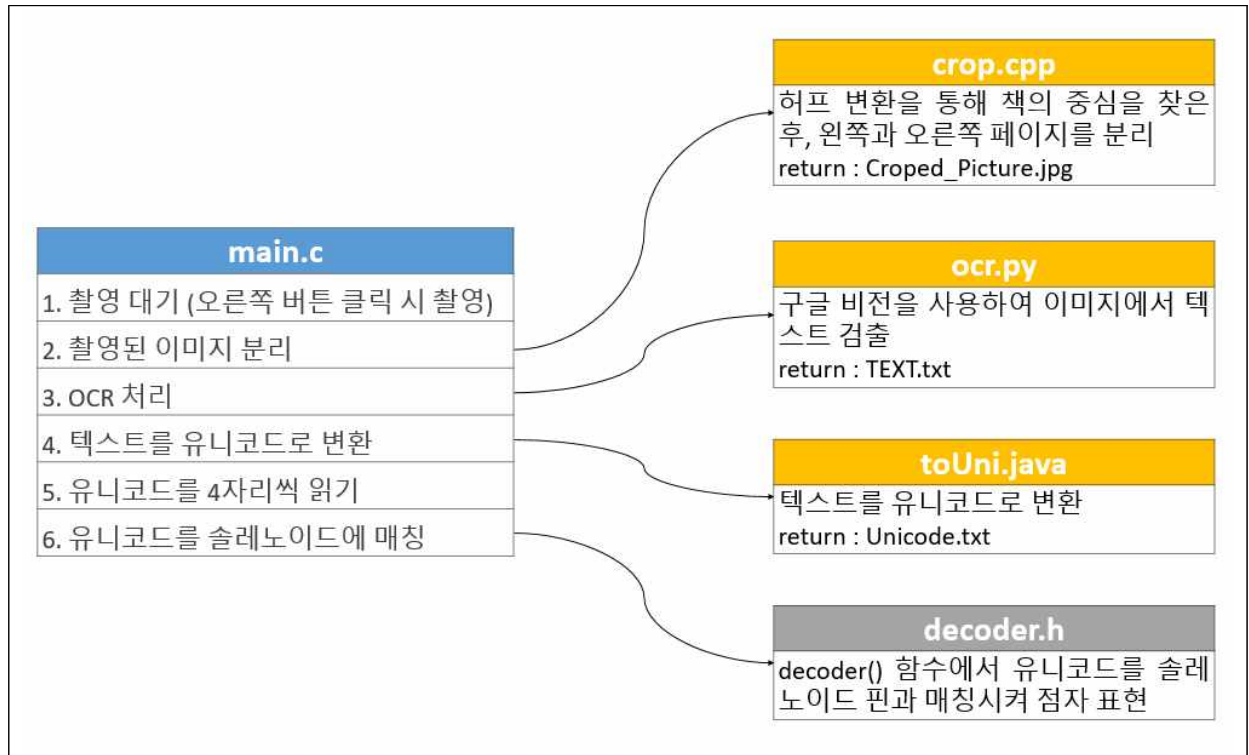 main.c
1. 촬영 대기 (오른쪽 버튼 클릭 시 촬영)
2. 촬영된 이미지 분리
3. OCR 처리
4. 텍스트를 유니코드로 변환
5. 유니코드를 4자리씩 읽기
6. 유니코드를 솔레노이드에 매칭
crop.cpp
허프 변환을 통해 책의 중심을 찾은
후, 왼쪽과 오른쪽 페이지를 분리
return : Croped_Picture.jpg
ocr.py
구글 비전을 사용하여 이미지에서 텍
스트 검출
return : TEXT.txt
toUni.java
텍스트를 유니코드로 변환
return : Unicode.txt
decoder.h
decoder() 함수에서 유니코드를 솔레
노이드 핀과 매칭시켜 점자 표현